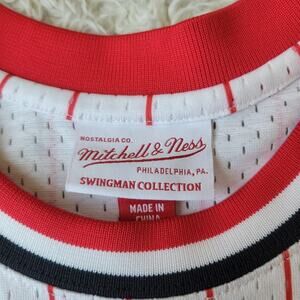 NOSTALGIA CO.
Mitchell & Ness
PHILADELPHIA, PA.
SWINGMAN COLLECTION
MADE IN
CHINA